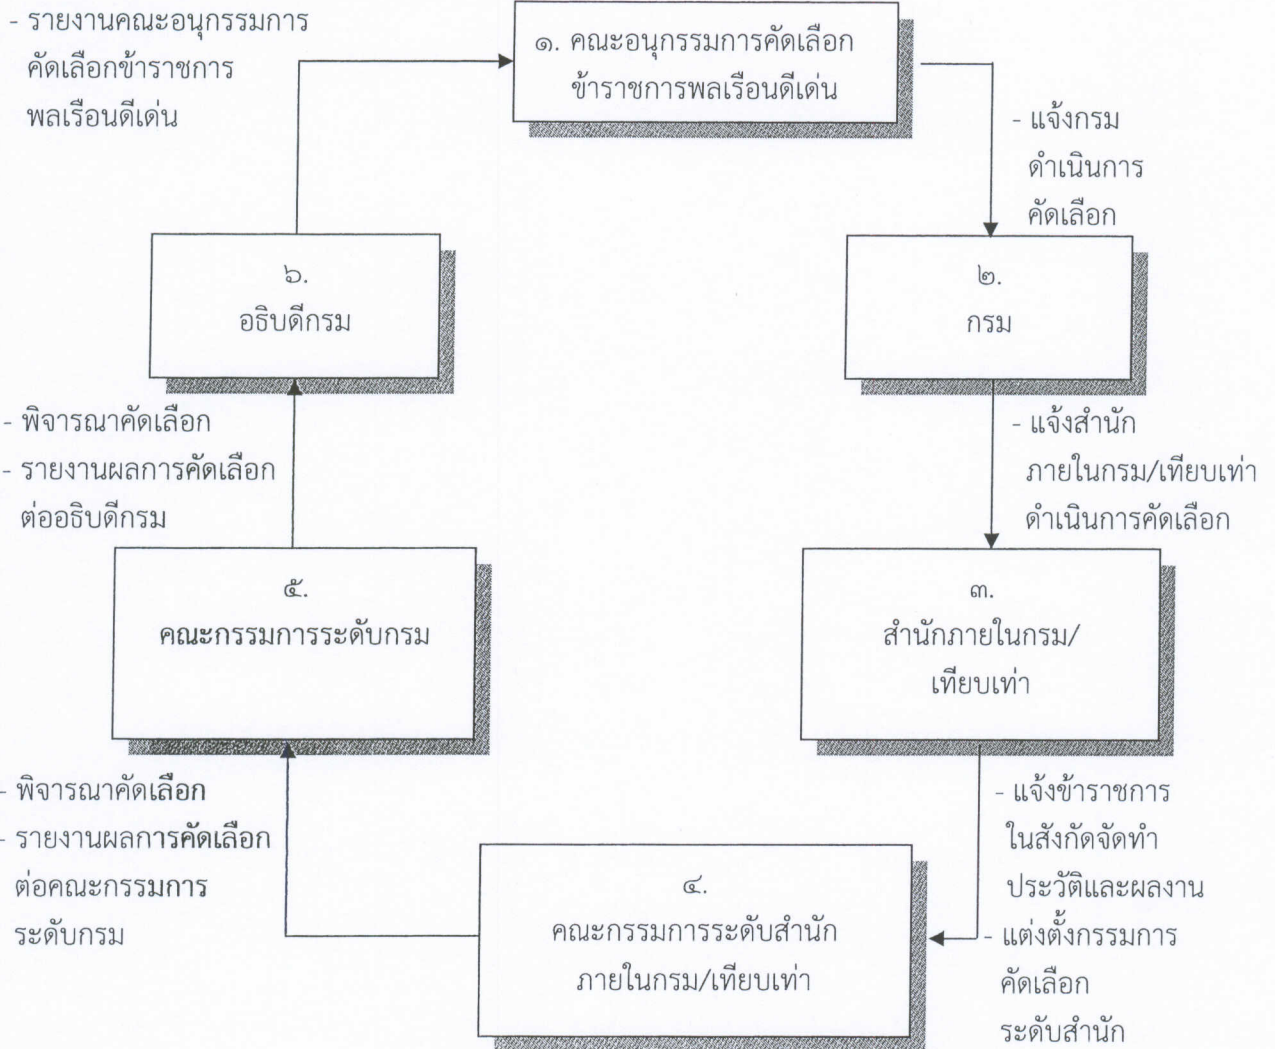 - รายงานคณะอนุกรรมการ
คัดเลือกข้าราชการ
พลเรือนดีเด่น
๑. คณะอนุกรรมการคัดเลือก
ข้าราชการพลเรือนดีเด่น
- แจ้งกรม
ดำเนินการ
คัดเลือก
๒.
กรม
- แจ้งสำนัก
ภายในกรม/เทียบเท่า
ดำเนินการคัดเลือก
๓.
สำนักภายในกรม/
เทียบเท่า
- แจ้งข้าราชการ
ในสังกัดจัดทำ
ประวัติและผลงาน
- แต่งตั้งกรรมการ
คัดเลือก
ระดับสำนัก
๔.
คณะกรรมการระดับสำนัก
ภายในกรม/เทียบเท่า
- พิจารณาคัดเลือก
- รายงานผลการคัดเลือก
ต่อคณะกรรมการ
ระดับกรม
๕.
คณะกรรมการระดับกรม
- พิจารณาคัดเลือก
- รายงานผลการคัดเลือก
ต่ออธิบดีกรม
๖.
อธิบดีกรม